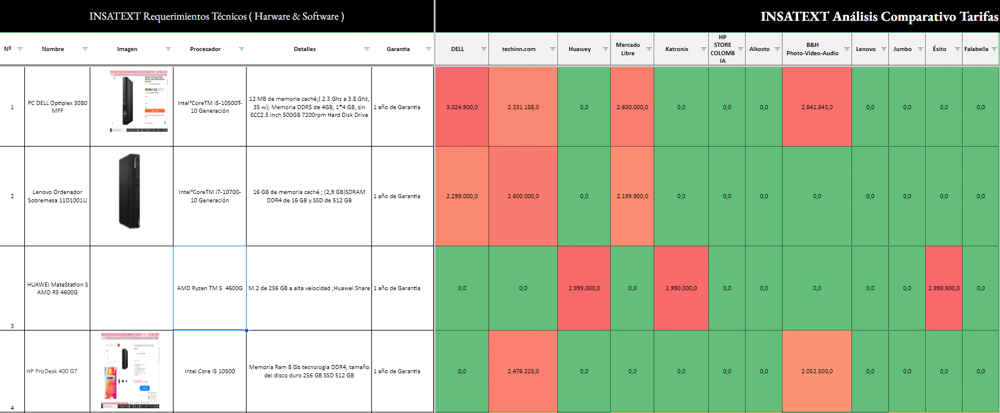 INSATEXT Requerimientos Técnicos ( Harware & Software )
INSATEXT Análisis Comparativo Tarifas
Nº
Nombre
Imagen
Procesador
Detalles
Garantia
DELL
techinn.com
Huawey
Mercado
Libre
Katronix
HP
STORE
COLOMB
IA
Alkosto
B&H
Photo-Video-Audio
Lenovo
Jumbo
Éxito
Falabella
1
PC DELL Optiplex 3080
MFF
Intel°CoreTM i5-10500T-
10 Generación
12 MB de memoria caché;( 2.3 Ghz a 3.8 Ghz,
35 w); Memoria DDR$ de 4GB, 1*4 GB, sin
ECC2.5 inch 500GB 7200rpm Hard Disk Drive
1 año de Garantia
3.024.900,0
2.331.158,0
0,0
2.600.000,0
0,0
0,0
0,0
2.841.843,0
0,0
0,0
0,0
0,0
2
Lenovo Ordenador
Sobremesa 11D1001U
Intel°CoreTM i7-10700-
10 Generación
16 GB de memoria caché ; (2,9 GB)SDRAM
DDR4 de 16 GB y SSD de 512 GB
1 año de Garantia
2.299.000,0
2.600.000,0
0,0
2.199.900,0
0,0
0,0
0,0
0,0
0,0
0,0
0,0
0,0
3
HUAWEI MateStation S
AMD R5 4600G
AMD Ryzen TM 5 4600G
M.2 de 256 GB a alta velocidad ;Huawei Share
1 año de Garantia
0,0
0,0
2.999.000,0
0,0
2.990.000,0
0,0
0,0
0,0
0,0
0,0
2.990.900,0
0,0
4
HP ProDesk 400 G7
Intel Core I5 10500
Memoria Ram 8 Gb tecnologia DDR4, tamaño
del disco duro 256 GB SSD 512 GB
1 año de Garantia
0,0
2.476.225,0
0,0
0,0
0,0
0,0
0,0
2.052.500,0
0,0
0,0
0,0
0,0